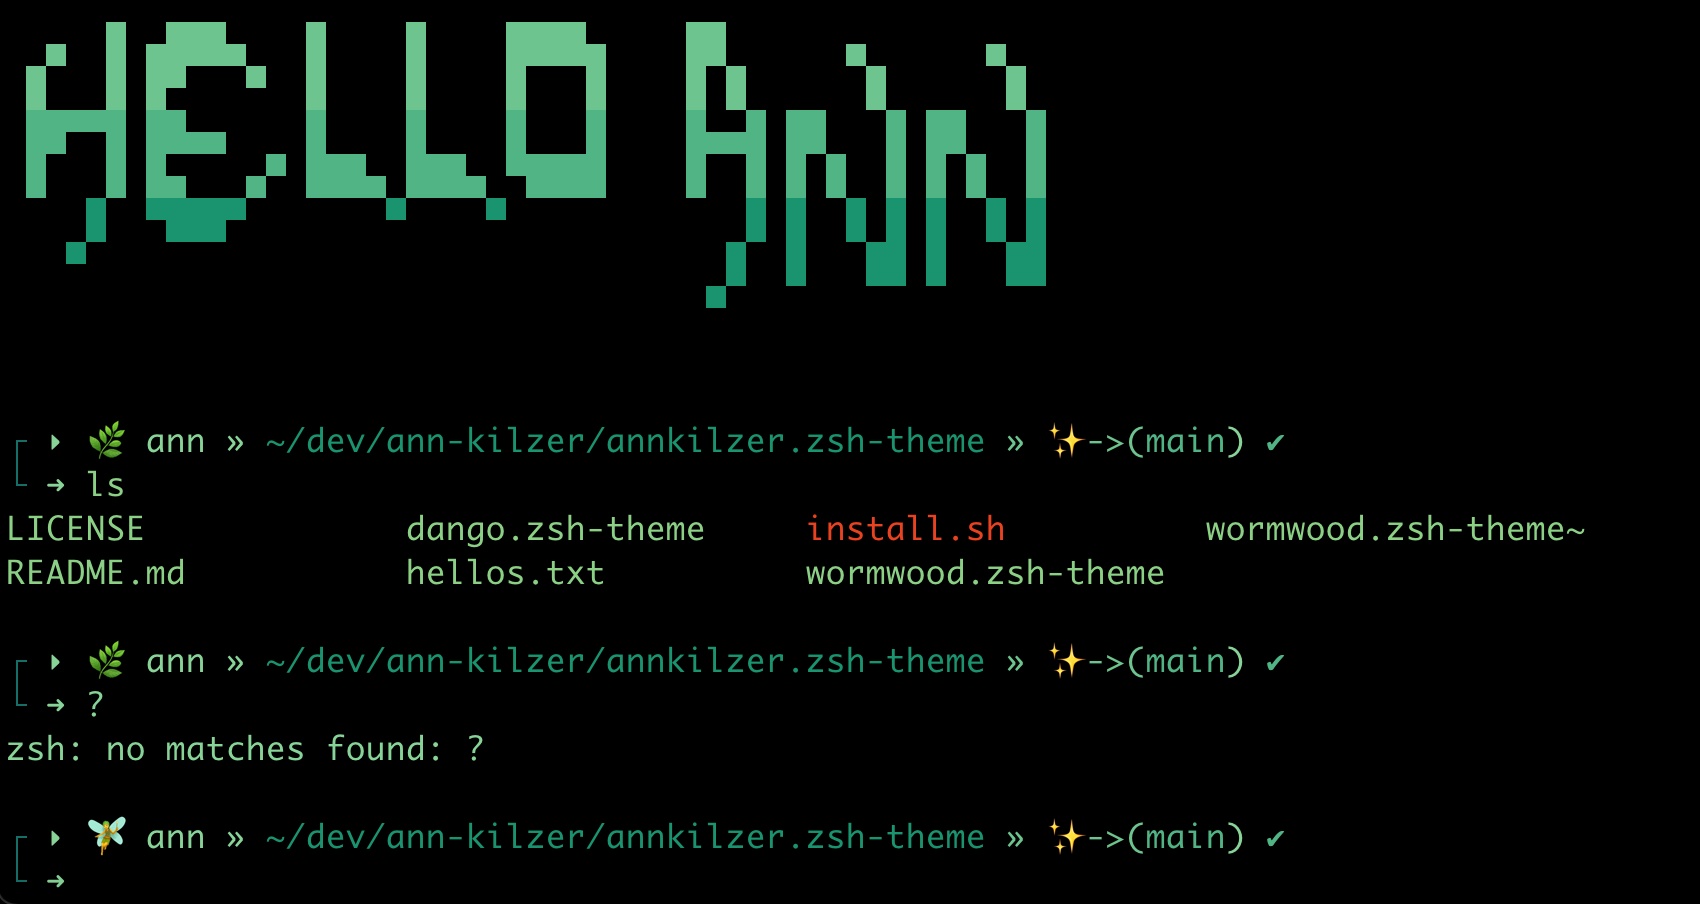 HELLO ANN
▸ 🌿 ann » ~/dev/ann-kilzer/annkilzer.zsh-theme » ✨->(main) ✔
➜ ls
LICENSE dango.zsh-theme install.sh wormwood.zsh-theme~
README.md hellos.txt wormwood.zsh-theme
▸ 🌿 ann » ~/dev/ann-kilzer/annkilzer.zsh-theme » ✨->(main) ✔
➜ ?
zsh: no matches found: ?
▸ 🧚 ann » ~/dev/ann-kilzer/annkilzer.zsh-theme » ✨->(main) ✔
➜